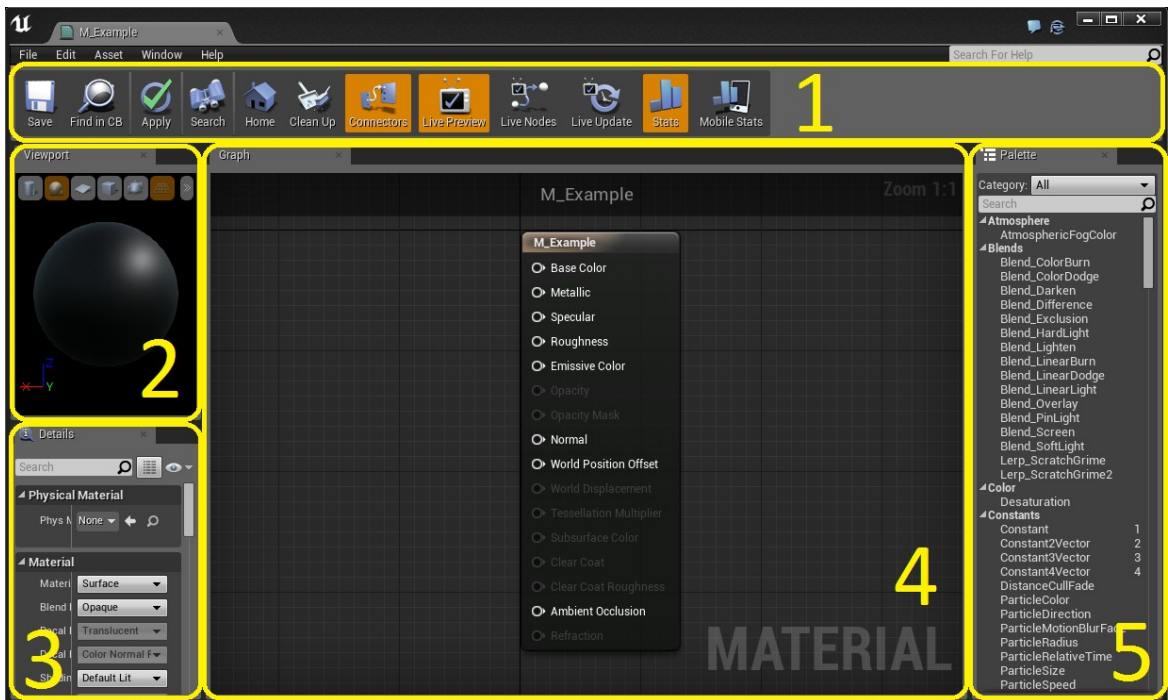 M_Example
File Edit Asset Window Help
Search For Help
Save Find in CB Apply Search Home Clean Up Connectors Live Preview Live Nodes Live Update Stats Mobile Stats
1
Viewport
Z
X Y
2
Details
Search
Physical Material
Phys None
Material
Materi Surface
Blend Opaque
Translucent
Color Normal
Default Lit
3
Graph
M_Example
Zoom 1:1
M_Example
Base Color
Metallic
Specular
Roughness
Emissive Color
Opacity
Opacity Mask
Normal
World Position Offset
World Displacement
Tessellation Multiplier
Subsurface Color
Clear Coat
Clear Coat Roughness
Ambient Occlusion
Refraction
MATERIAL
4
Palette
Category: All
Search
Atmosphere
AtmosphericFogColor
Blends
Blend_ColorBurn
Blend_ColorDodge
Blend_Darken
Blend_Difference
Blend_Exclusion
Blend_HardLight
Blend_Lighten
Blend_LinearBurn
Blend_LinearDodge
Blend_LinearLight
Blend_Overlay
Blend_PinLight
Blend_Screen
Blend_SoftLight
Lerp_ScratchGrime
Lerp_ScratchGrime2
Color
Desaturation
Constants
Constant 1
Constant2Vector 2
Constant3Vector 3
Constant4Vector 4
DistanceCullFade
ParticleColor
ParticleDirection
ParticleMotionBlurFade
ParticleRadius
ParticleRelativeTime
ParticleSize
ParticleSpeed
5